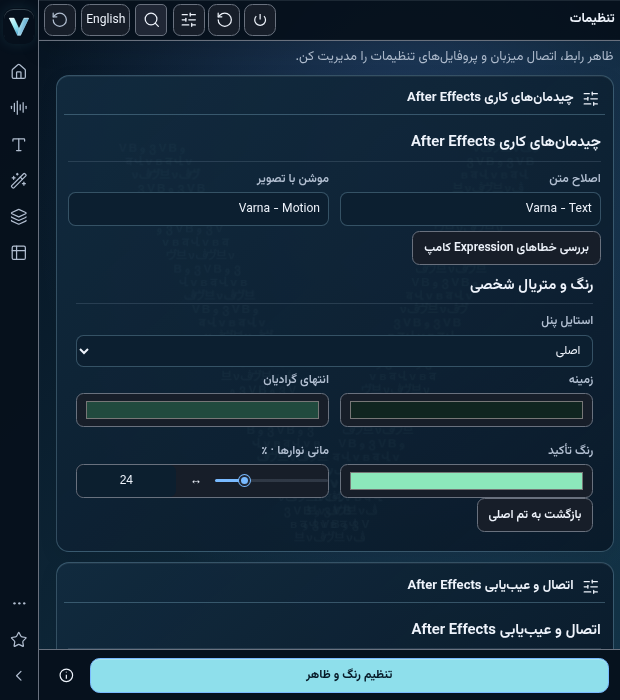 تنظیمات
English
ظاهر رابط، اتصال میزبان و پروفایل‌های تنظیمات را مدیریت کن.
چیدمان‌های کاری After Effects
چیدمان‌های کاری After Effects
اصلاح متن
موشن با تصویر
Varna - Text
Varna - Motion
بررسی خطاهای Expression کامپ
رنگ و متریال شخصی
استایل پنل
اصلی
زمینه
انتهای گرادیان
رنگ تأکید
ماتی نوارها · ٪
24
بازگشت به تم اصلی
اتصال و عیب‌یابی After Effects
اتصال و عیب‌یابی After Effects
تنظیم رنگ و ظاهر